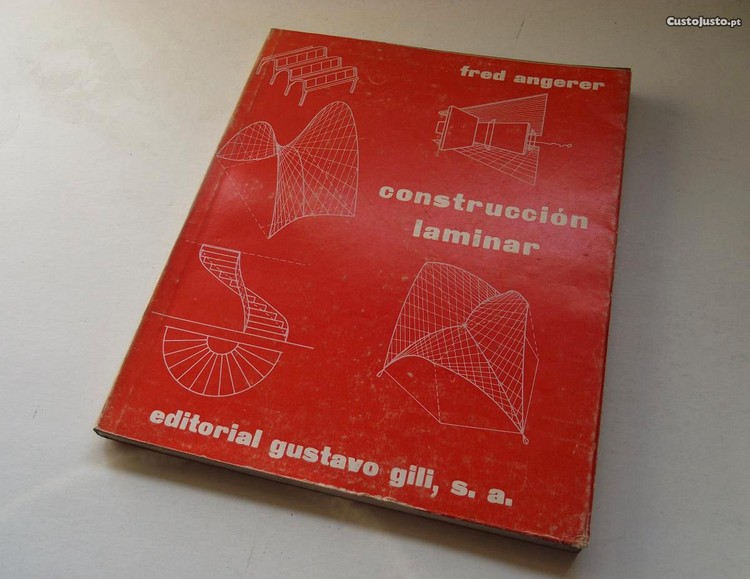 CustoJusto.pt
fred angerer
construcción
laminar
editorial gustavo gili, s. a.